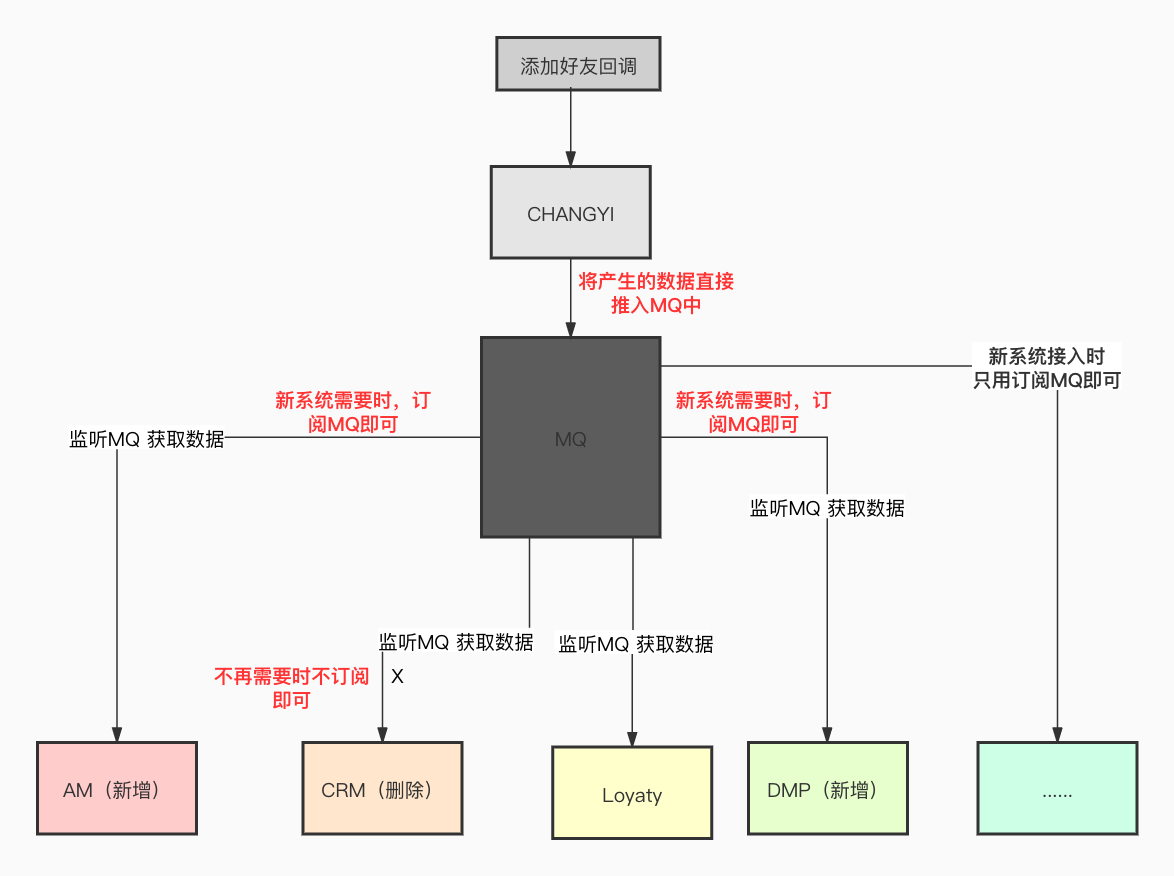 添加好友回调
CHANGYI
将产生的数据直接
推入MQ中
新系统接入时
只用订阅MQ即可
新系统需要时，订
阅MQ即可
新系统需要时，订
阅MQ即可
监听MQ 获取数据
MQ
监听MQ 获取数据
监听MQ 获取数据
监听MQ 获取数据
不再需要时不订阅
即可
X
AM（新增）
CRM（删除）
Loyaty
DMP（新增）
......